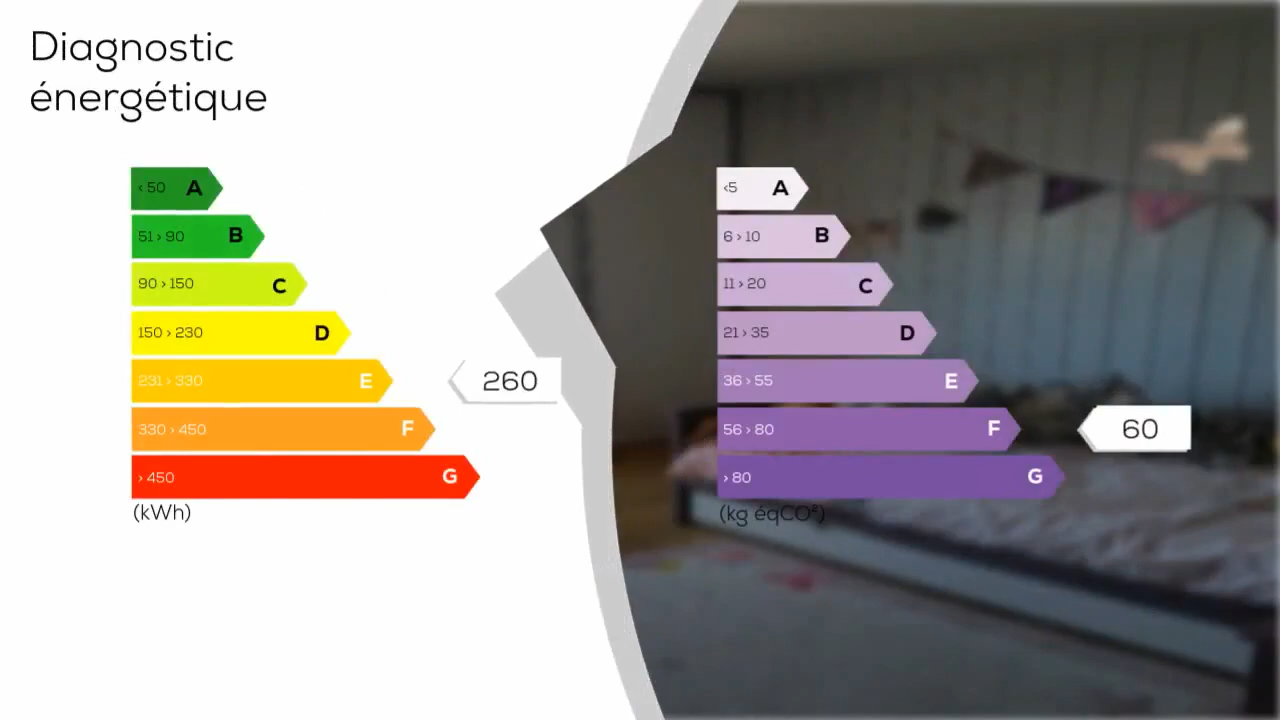 Diagnostic
énergétique
< 50 A
51 > 90 B
90 > 150 C
150 > 230 D
231 > 330 E
330 > 450 F
> 450 G
(kWh)
260
<5 A
6 > 10 B
11 > 20 C
21 > 35 D
36 > 55 E
56 > 80 F
> 80 G
(kg éqCO²)
60